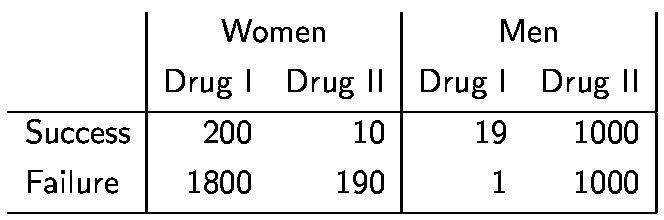 Women Men
Drug I Drug II Drug I Drug II
Success 200 10 19 1000
Failure 1800 190 1 1000